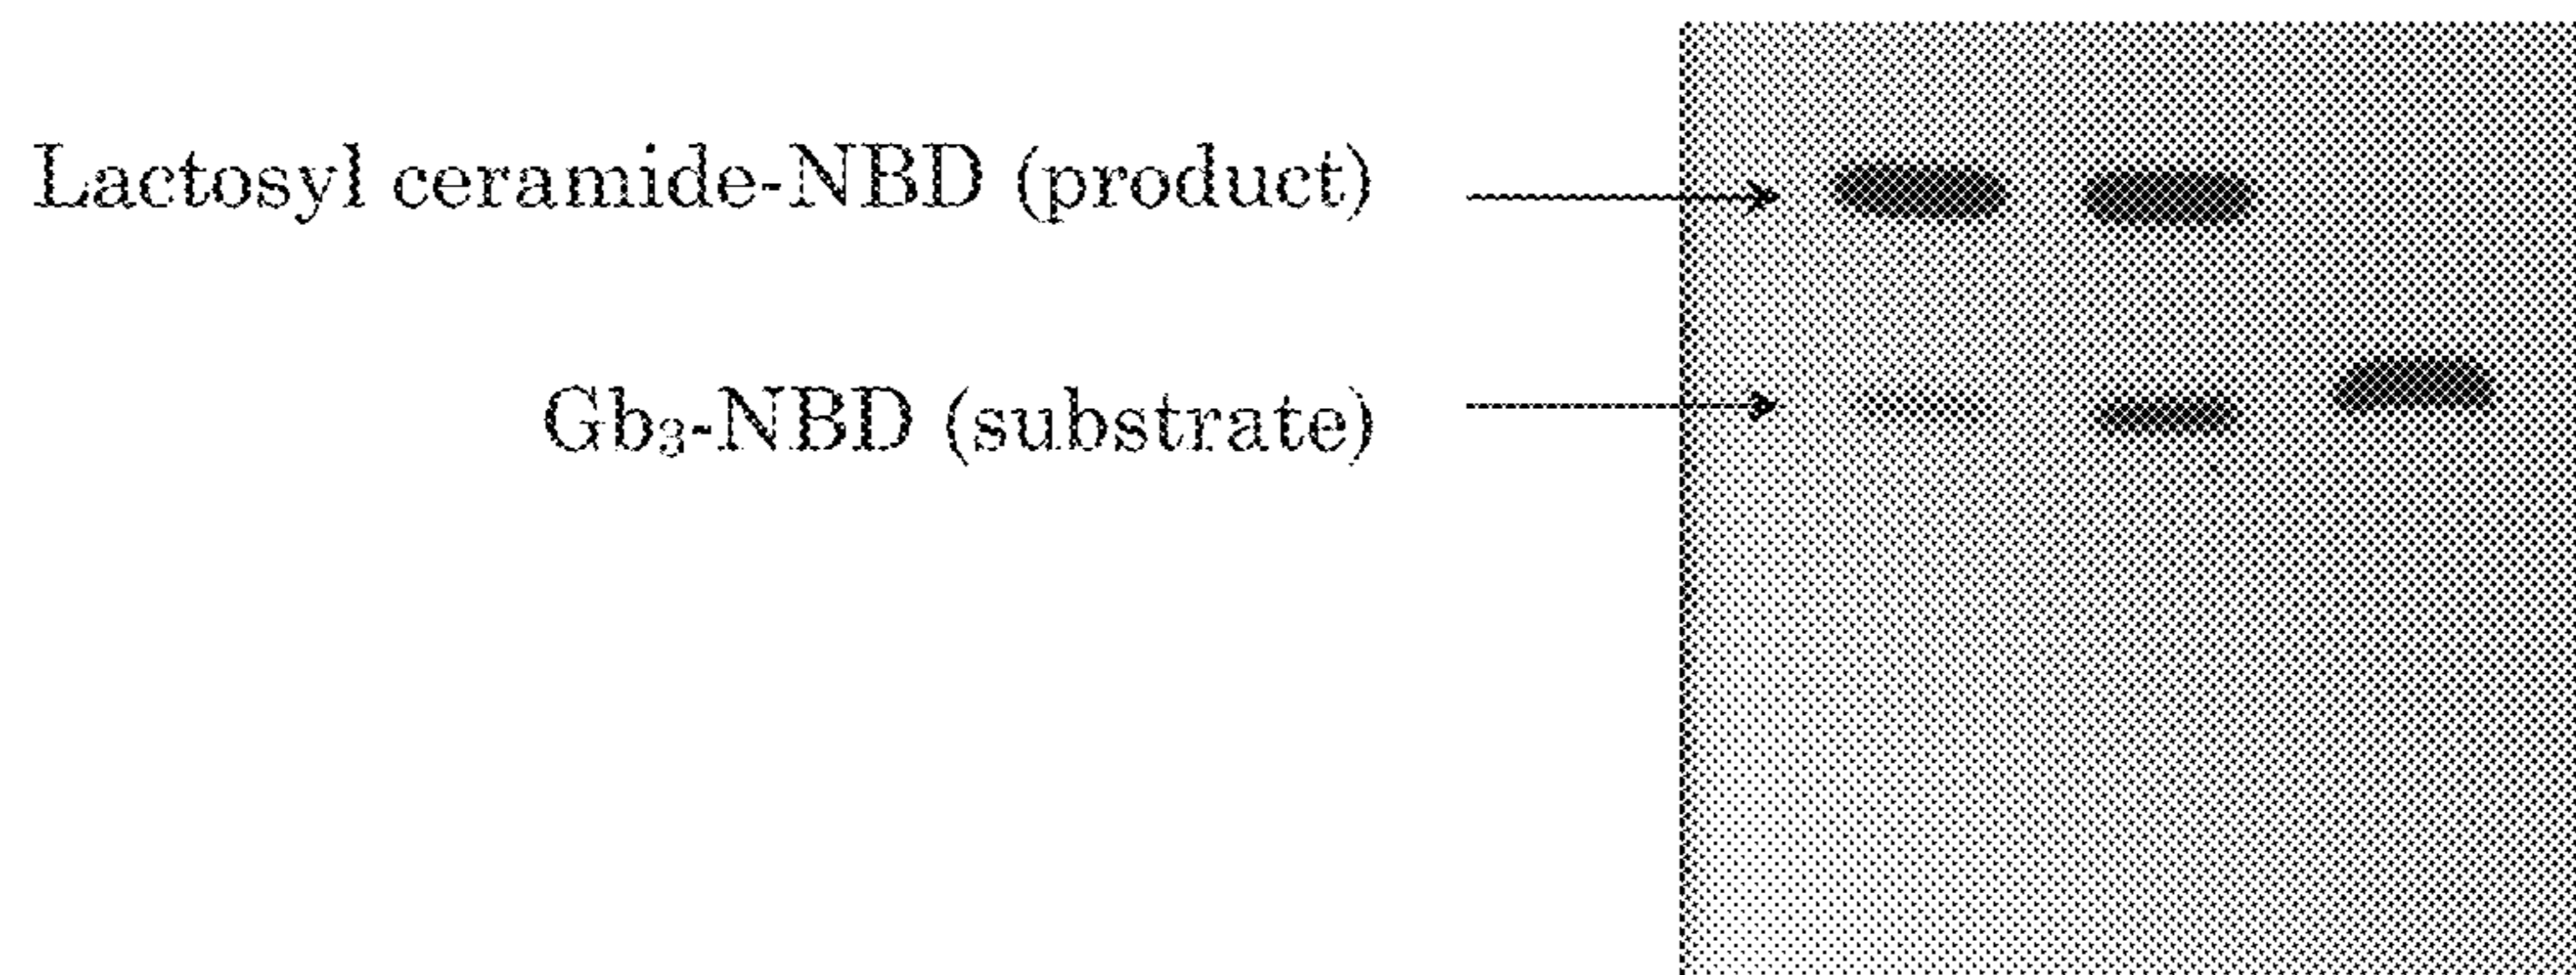 Lactosyl ceramide-NBD (product)
Gb₃-NBD (substrate)